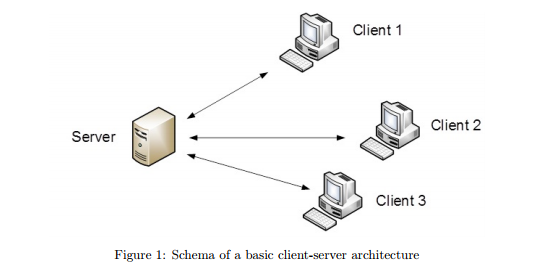 Client 1
Server
Client 2
Client 3
Figure 1: Schema of a basic client-server architecture